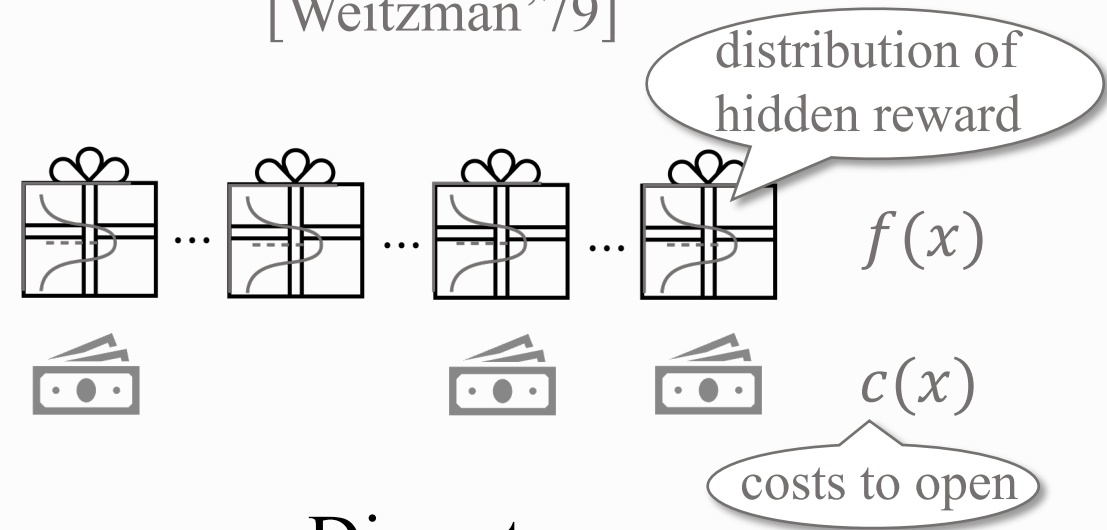 [Weitzman'79]
distribution of
hidden reward
... ... ...
f(x)
c(x)
costs to open